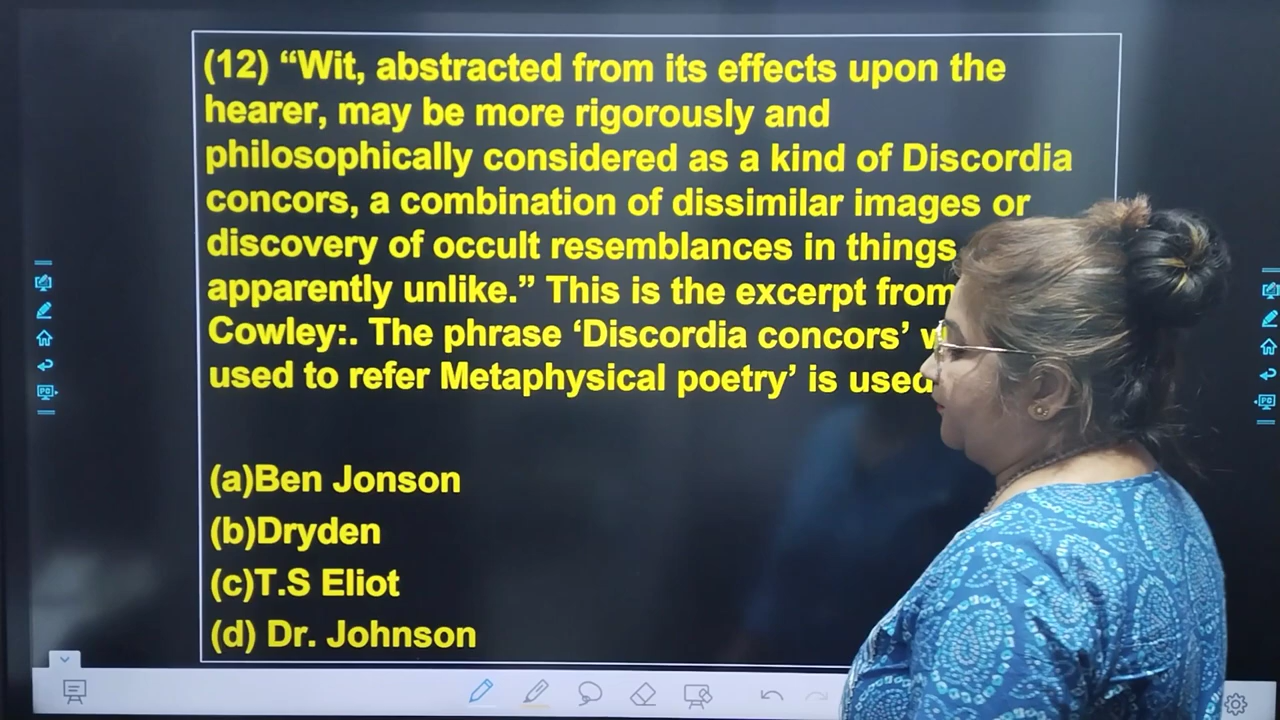 (12) “Wit, abstracted from its effects upon the
hearer, may be more rigorously and
philosophically considered as a kind of Discordia
concors, a combination of dissimilar images or
discovery of occult resemblances in things
apparently unlike.” This is the excerpt from
Cowley:. The phrase ‘Discordia concors’
used to refer Metaphysical poetry’ is used
(a)Ben Jonson
(b)Dryden
(c)T.S Eliot
(d) Dr. Johnson